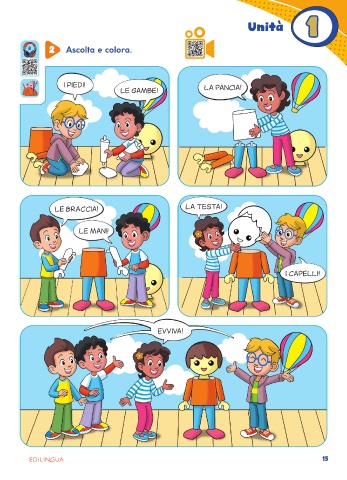 Unità 1
2 Ascolta e colora.
I PIEDI!
LE GAMBE!
LA PANCIA!
LE BRACCIA!
LE MANI!
LA TESTA!
I CAPELLI!
EVVIVA!
EDILINGUA
15